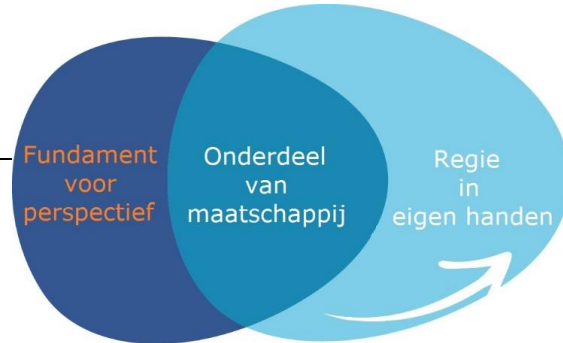 Fundament
voor
perspectief
Onderdeel
van
maatschappij
Regie
in
eigen handen